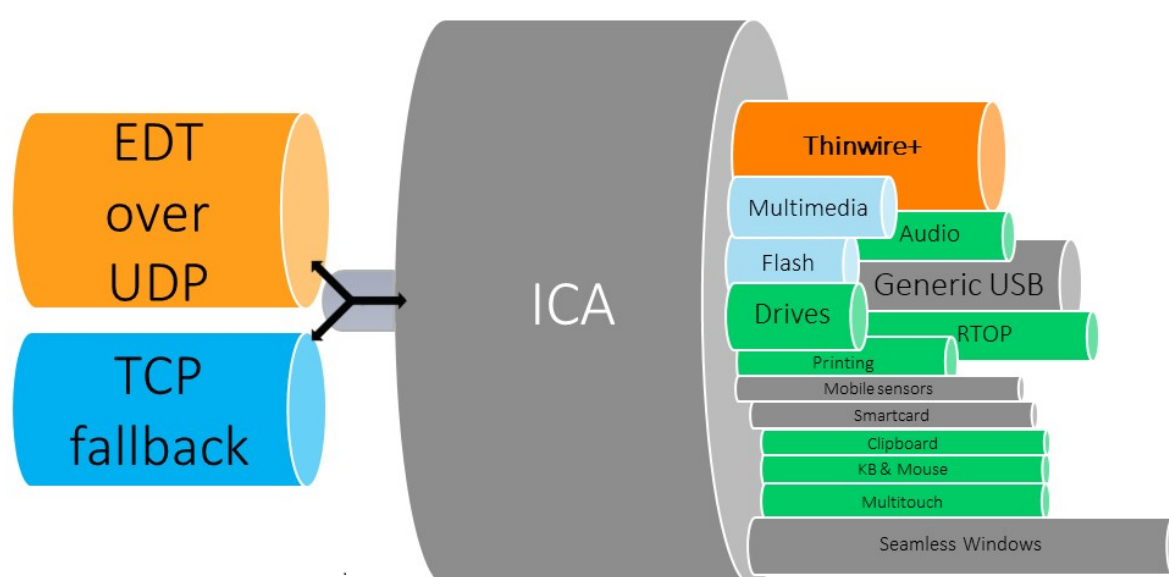 EDT
over
UDP
TCP
fallback
ICA
Thinwire+
Multimedia
Audio
Flash
Generic USB
Drives
RTOP
Printing
Mobile sensors
Smartcard
Clipboard
KB & Mouse
Multitouch
Seamless Windows